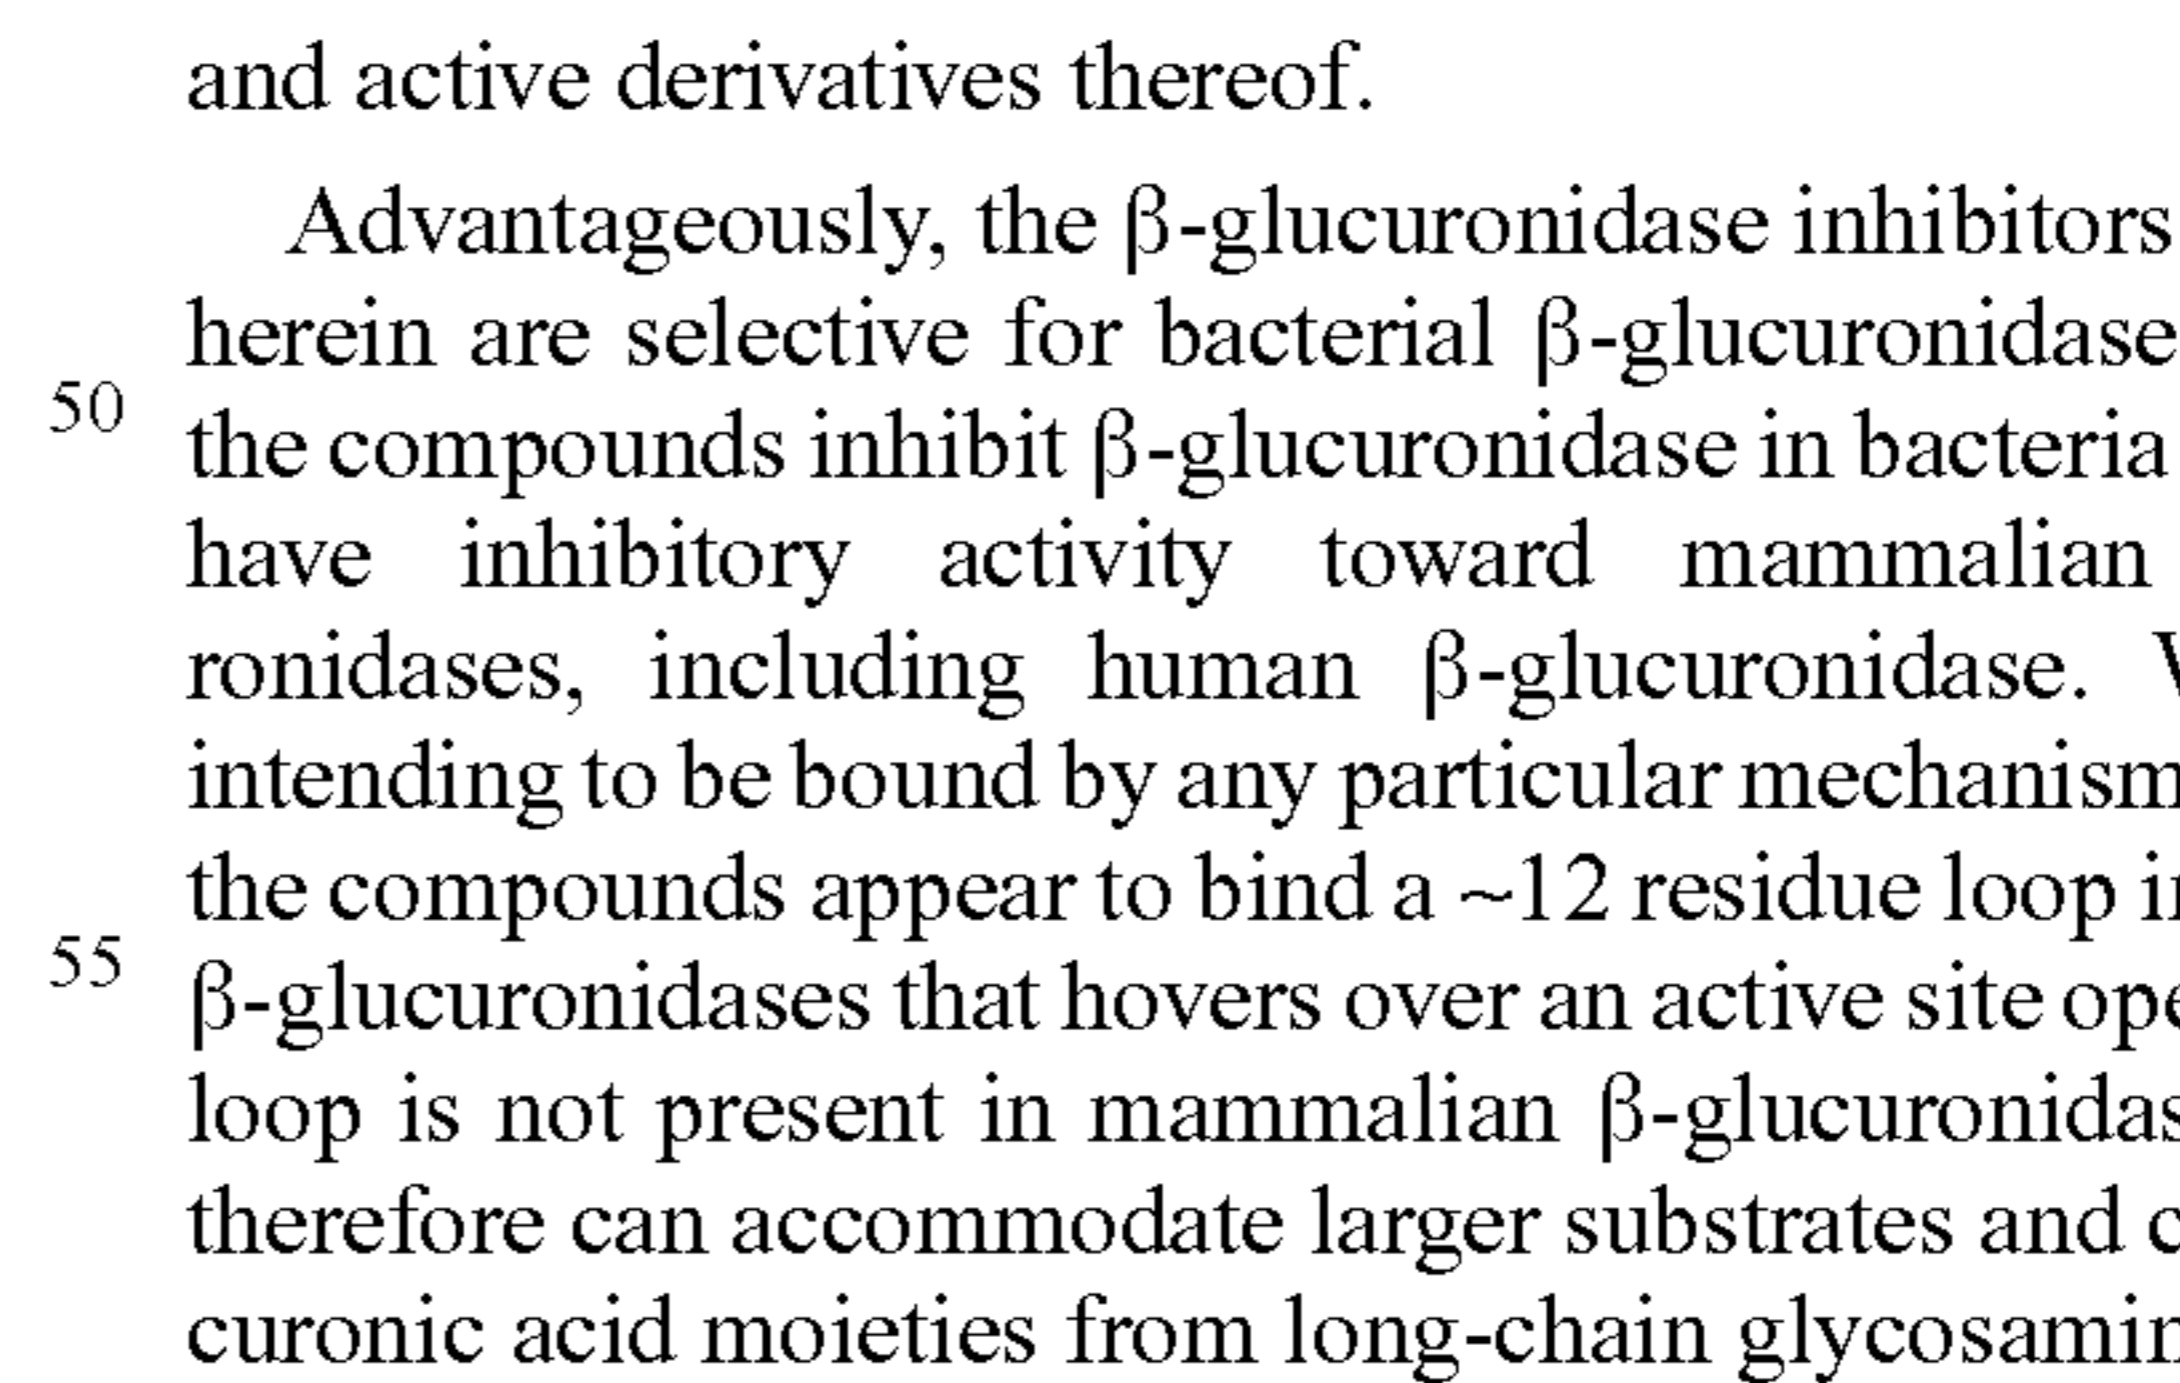 and active derivatives thereof.
Advantageously, the β-glucuronidase inhibitors
herein are selective for bacterial β-glucuronidase
50
the compounds inhibit β-glucuronidase in bacteria
have inhibitory activity toward mammalian
ronidases, including human β-glucuronidase.
intending to be bound by any particular mechanism
the compounds appear to bind a ~12 residue loop
55
β-glucuronidases that hovers over an active site
loop is not present in mammalian
therefore can accommodate larger substrates and
curonic acid moieties from long-chain